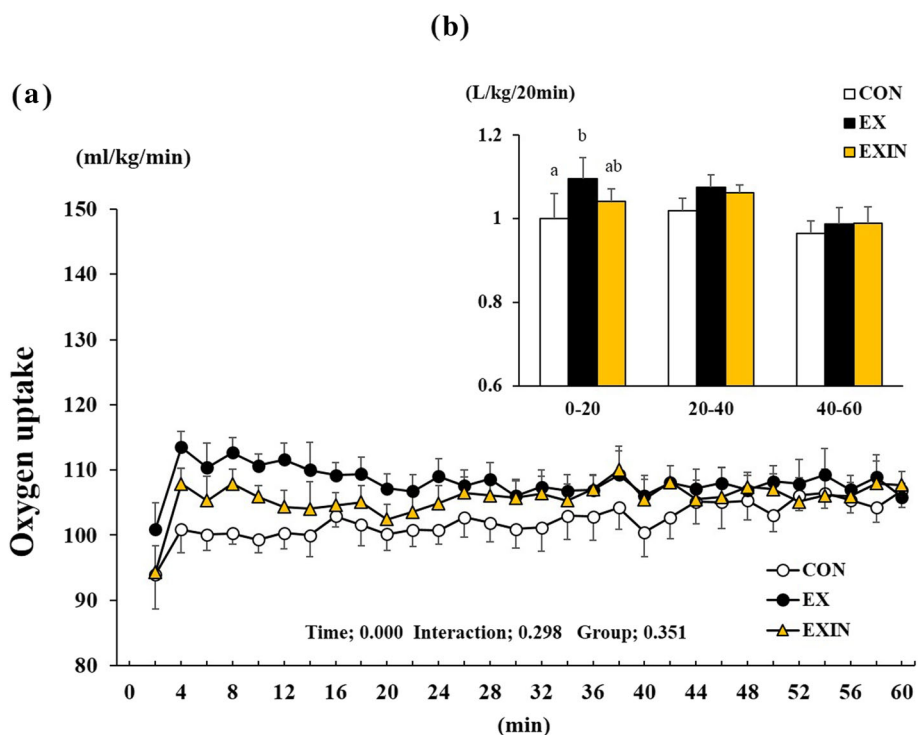 (b)
(a)
(L/kg/20min)
CON
EX
EXIN
1.2
1
0.8
0.6
a
b
ab
0-20
20-40
40-60
(ml/kg/min)
150
140
130
120
110
100
90
80
Oxygen uptake
CON
EX
EXIN
Time; 0.000 Interaction; 0.298 Group; 0.351
0 4 8 12 16 20 24 28 32 36 40 44 48 52 56 60
(min)